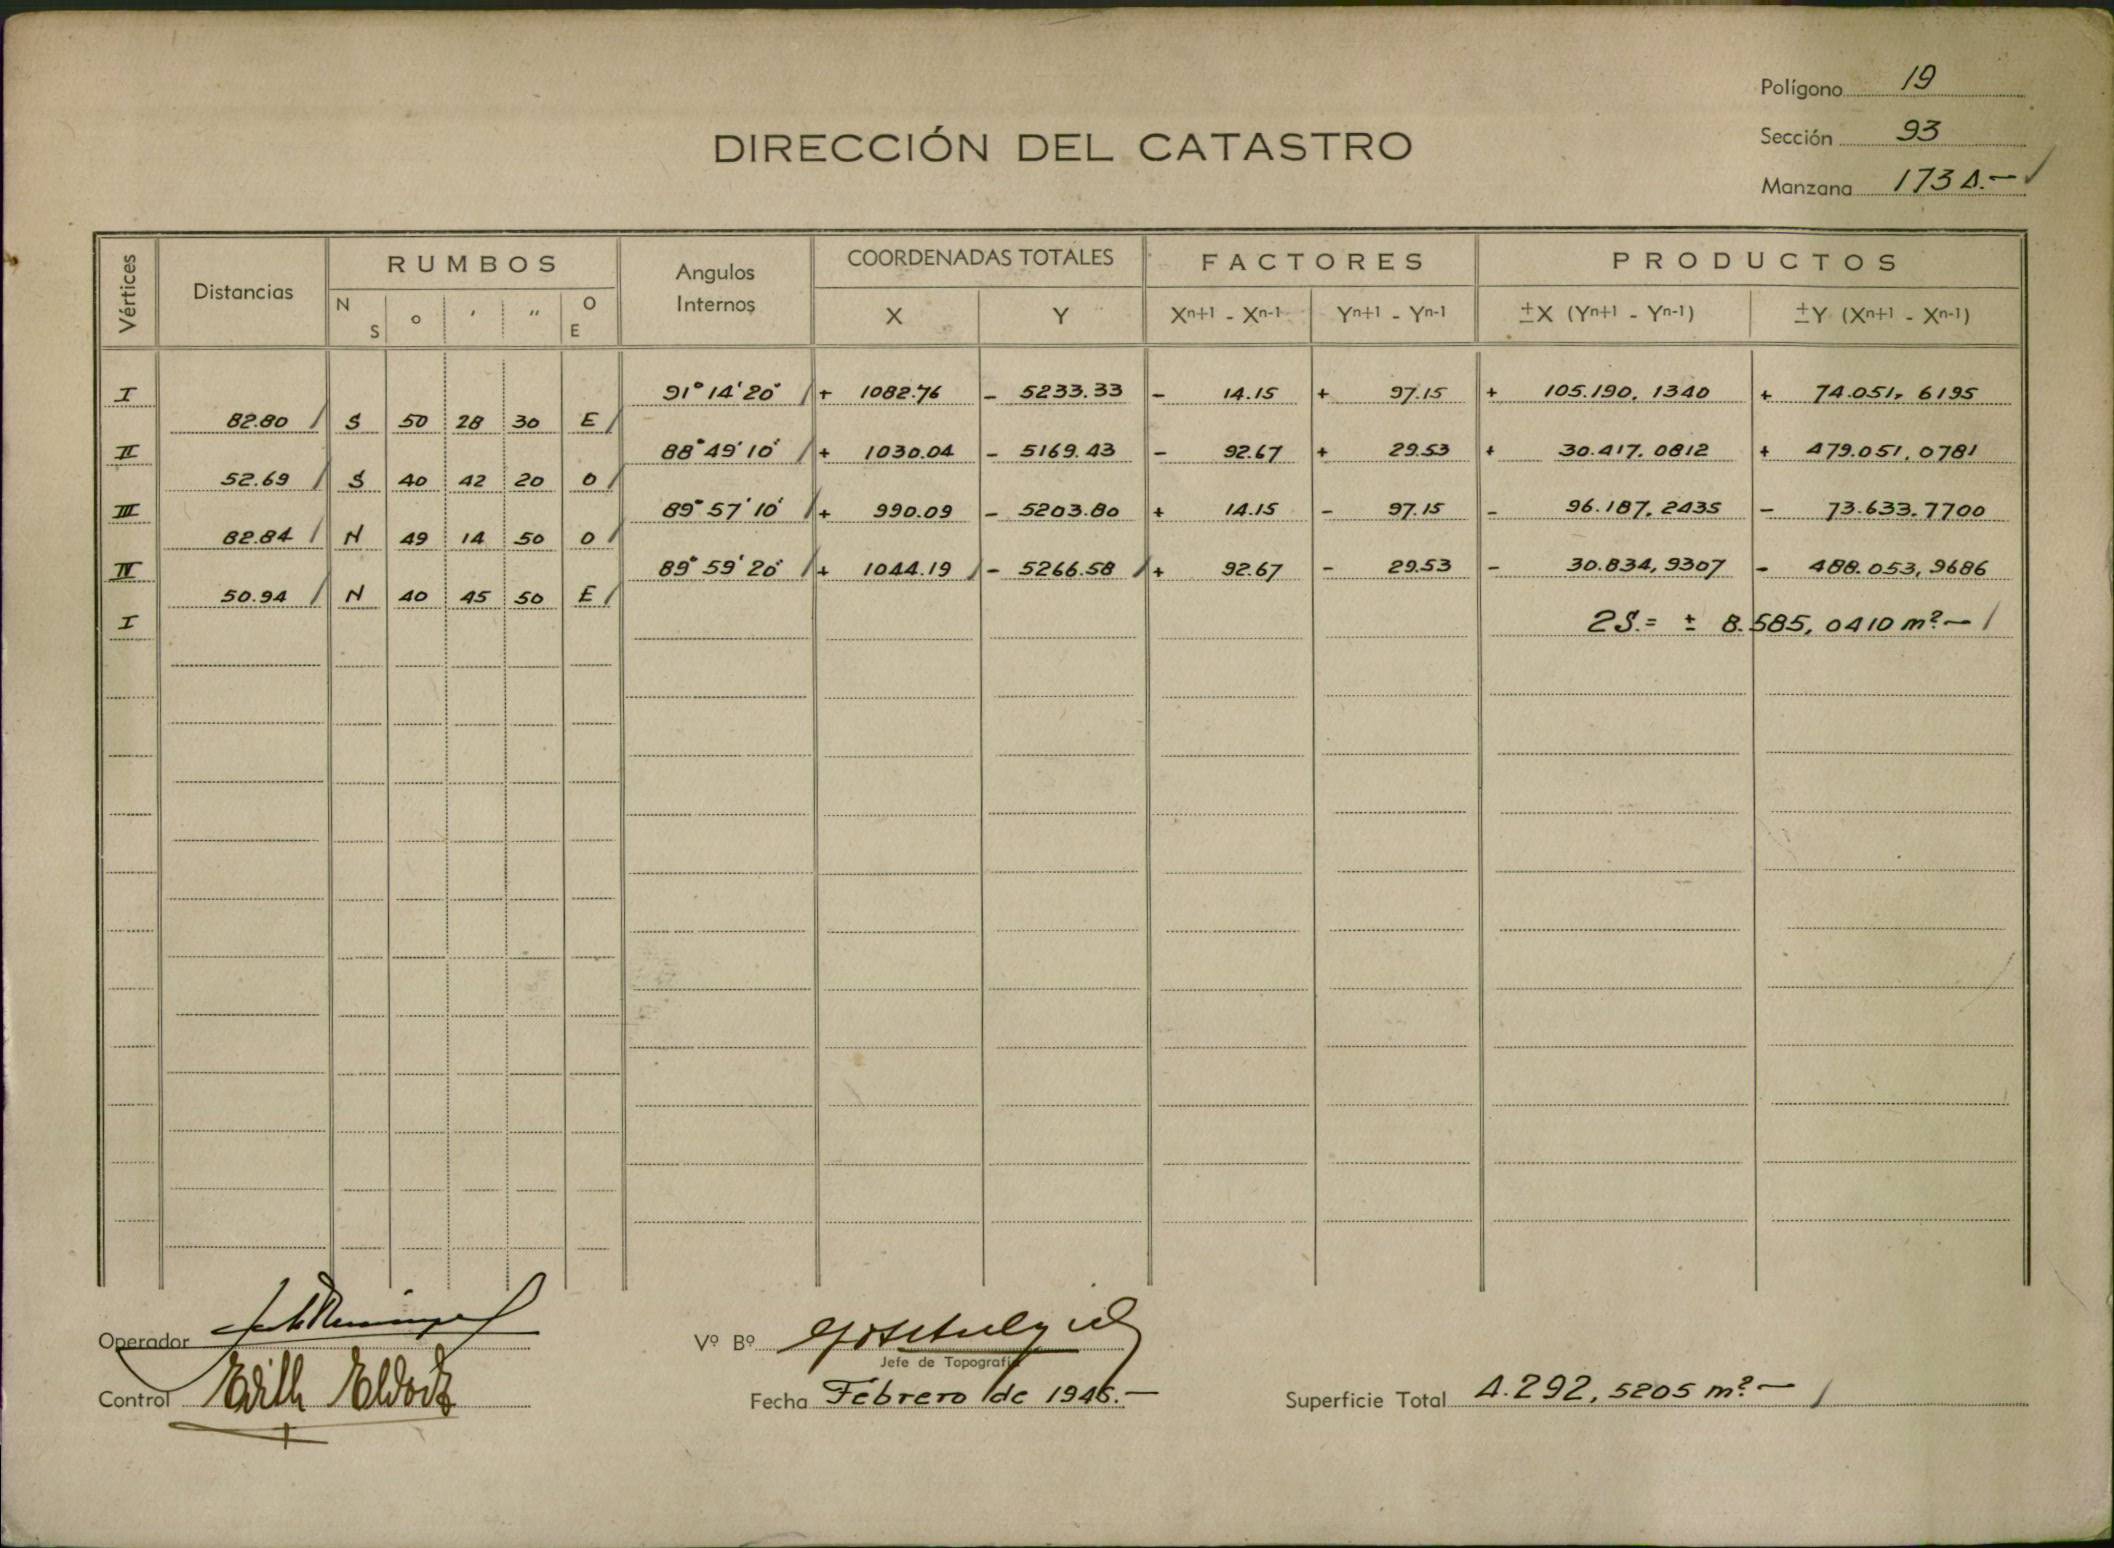 Polígono 19
DIRECCIÓN DEL CATASTRO
Sección 93
Manzana 173 A.—
Vértices Distancias RUMBOS Angulos Internos COORDENADAS TOTALES FACTORES PRODUCTOS
N S ° ' " O E X Y Xn+1 - Xn-1 Yn+1 - Yn-1 ±X (Yn+1 - Yn-1) ±Y (Xn+1 - Xn-1)
I 91° 14' 20" + 1082.76 - 5233.33 - 14.15 + 97.15 + 105.190, 1340 + 74.051, 6195
82.80 S 50 28 30 E
II 88° 49' 10" + 1030.04 - 5169.43 - 92.67 + 29.53 + 30.417, 0812 + 479.051, 0781
52.69 S 40 42 20 O
III 89° 57' 10" + 990.09 - 5203.80 + 14.15 - 97.15 - 96.187, 2435 - 73.633, 7700
82.84 N 49 14 50 O
IV 89° 59' 20" + 1044.19 - 5266.58 + 92.67 - 29.53 - 30.834, 9307 - 488.053, 9686
50.94 N 40 45 50 E
I 2S.= ± 8.585, 0410 m².—
Operador
Vº Bº
Jefe de Topografía
Control Edith
Fecha Febrero de 1946.—
Superficie Total 4.292, 5205 m².—